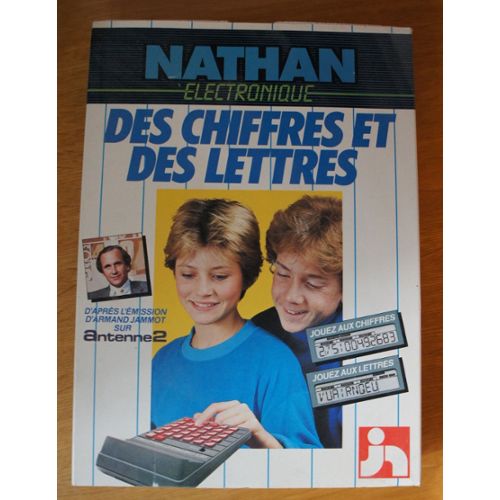 NATHAN
ELECTRONIQUE
DES CHIFFRES ET
DES LETTRES
D'APRÈS L'ÉMISSION
D'ARMAND JAMMOT
SUR
antenne2
JOUEZ AUX CHIFFRES
JOUEZ AUX LETTRES
jn